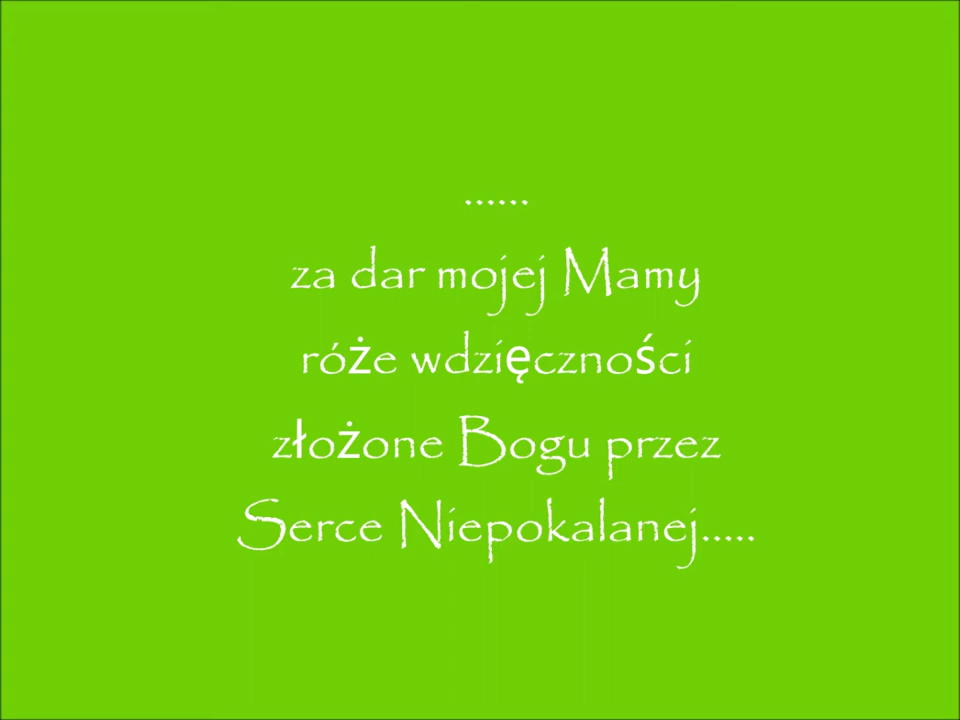 ......
za dar mojej Mamy
róże wdzięczności
złożone Bogu przez
Serce Niepokalanej.....